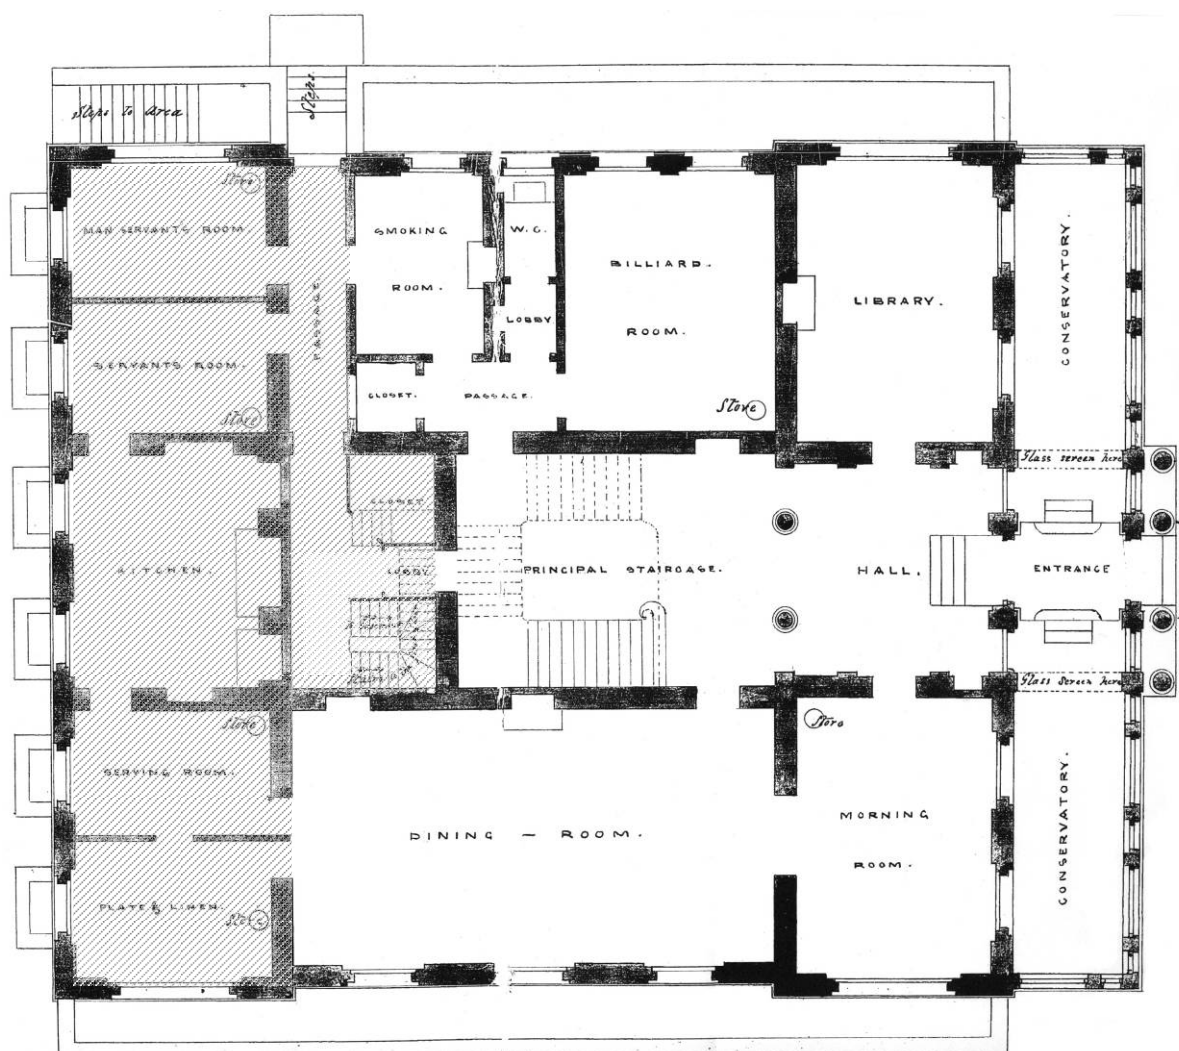 Steps to Area
Steps
Stove
MAN SERVANTS ROOM
SMOKING
ROOM.
W.C.
LOBBY
BILLIARD.
ROOM.
Stove
LIBRARY.
CONSERVATORY.
PASSAGE
SERVANTS ROOM.
Stove
CLOSET.
PASSAGE.
Glass screen here
CLOSET
KITCHEN.
LOBBY
PRINCIPAL STAIRCASE.
HALL.
ENTRANCE
Glass screen here
Stove
Stove
SERVING ROOM.
DINING - ROOM.
MORNING
ROOM.
CONSERVATORY.
PLATE & LINEN.
Stove